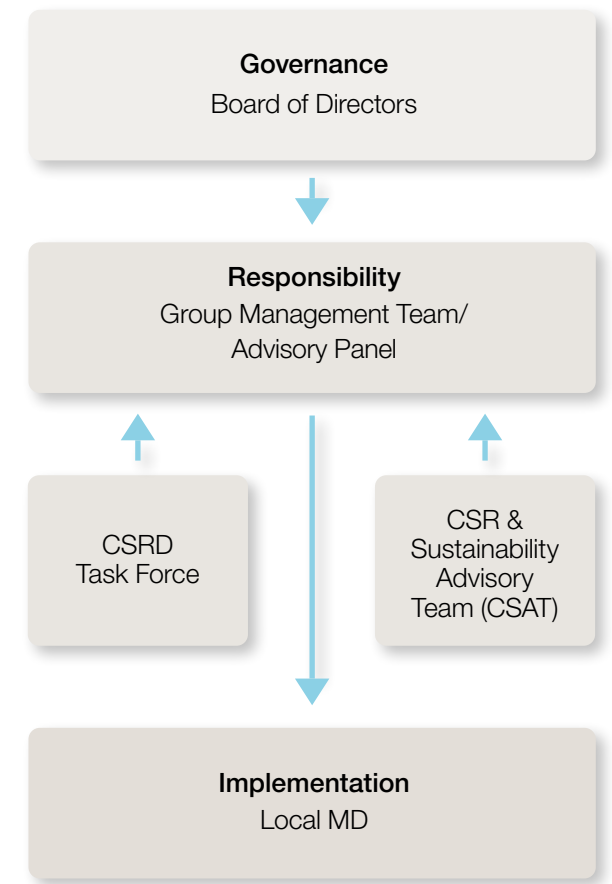 Governance
Board of Directors
Responsibility
Group Management Team/
Advisory Panel
CSRD
Task Force
CSR &
Sustainability
Advisory
Team (CSAT)
Implementation
Local MD